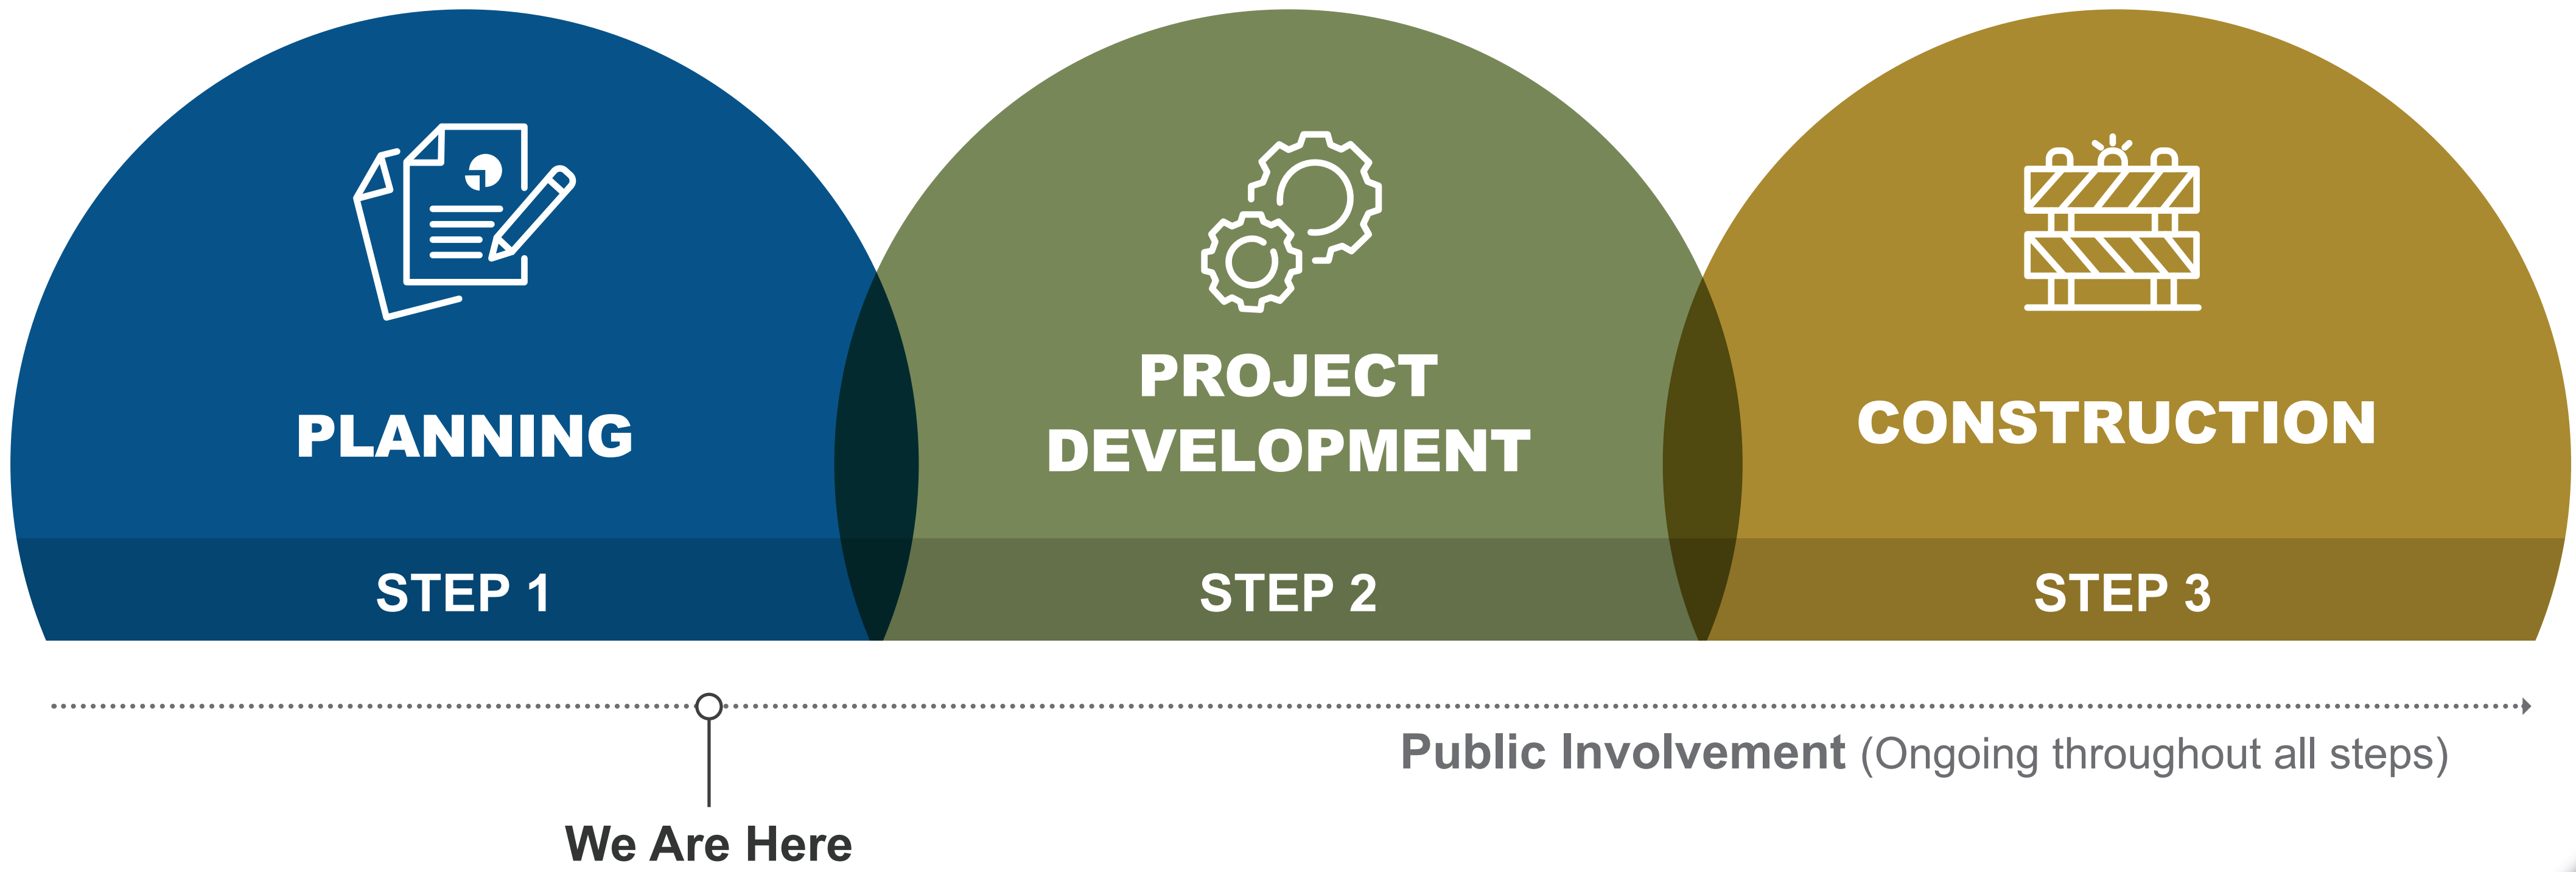 PLANNING
STEP 1
PROJECT
DEVELOPMENT
STEP 2
CONSTRUCTION
STEP 3
Public Involvement (Ongoing throughout all steps)
We Are Here